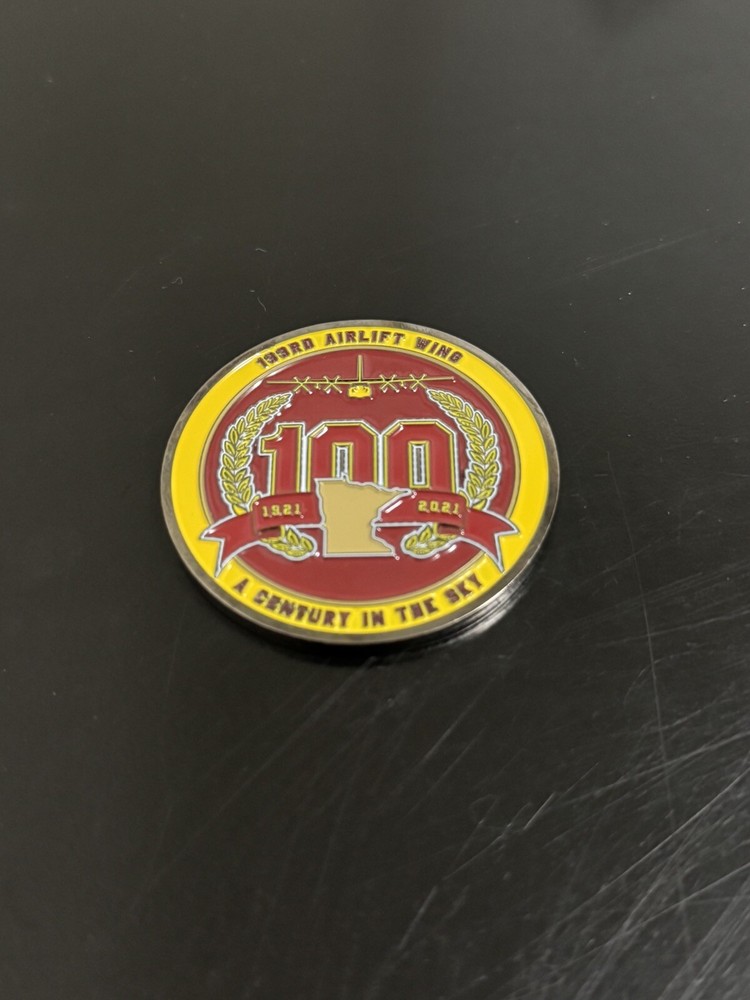 133RD AIRLIFT WING
100
1921 2021
A CENTURY IN THE SKY